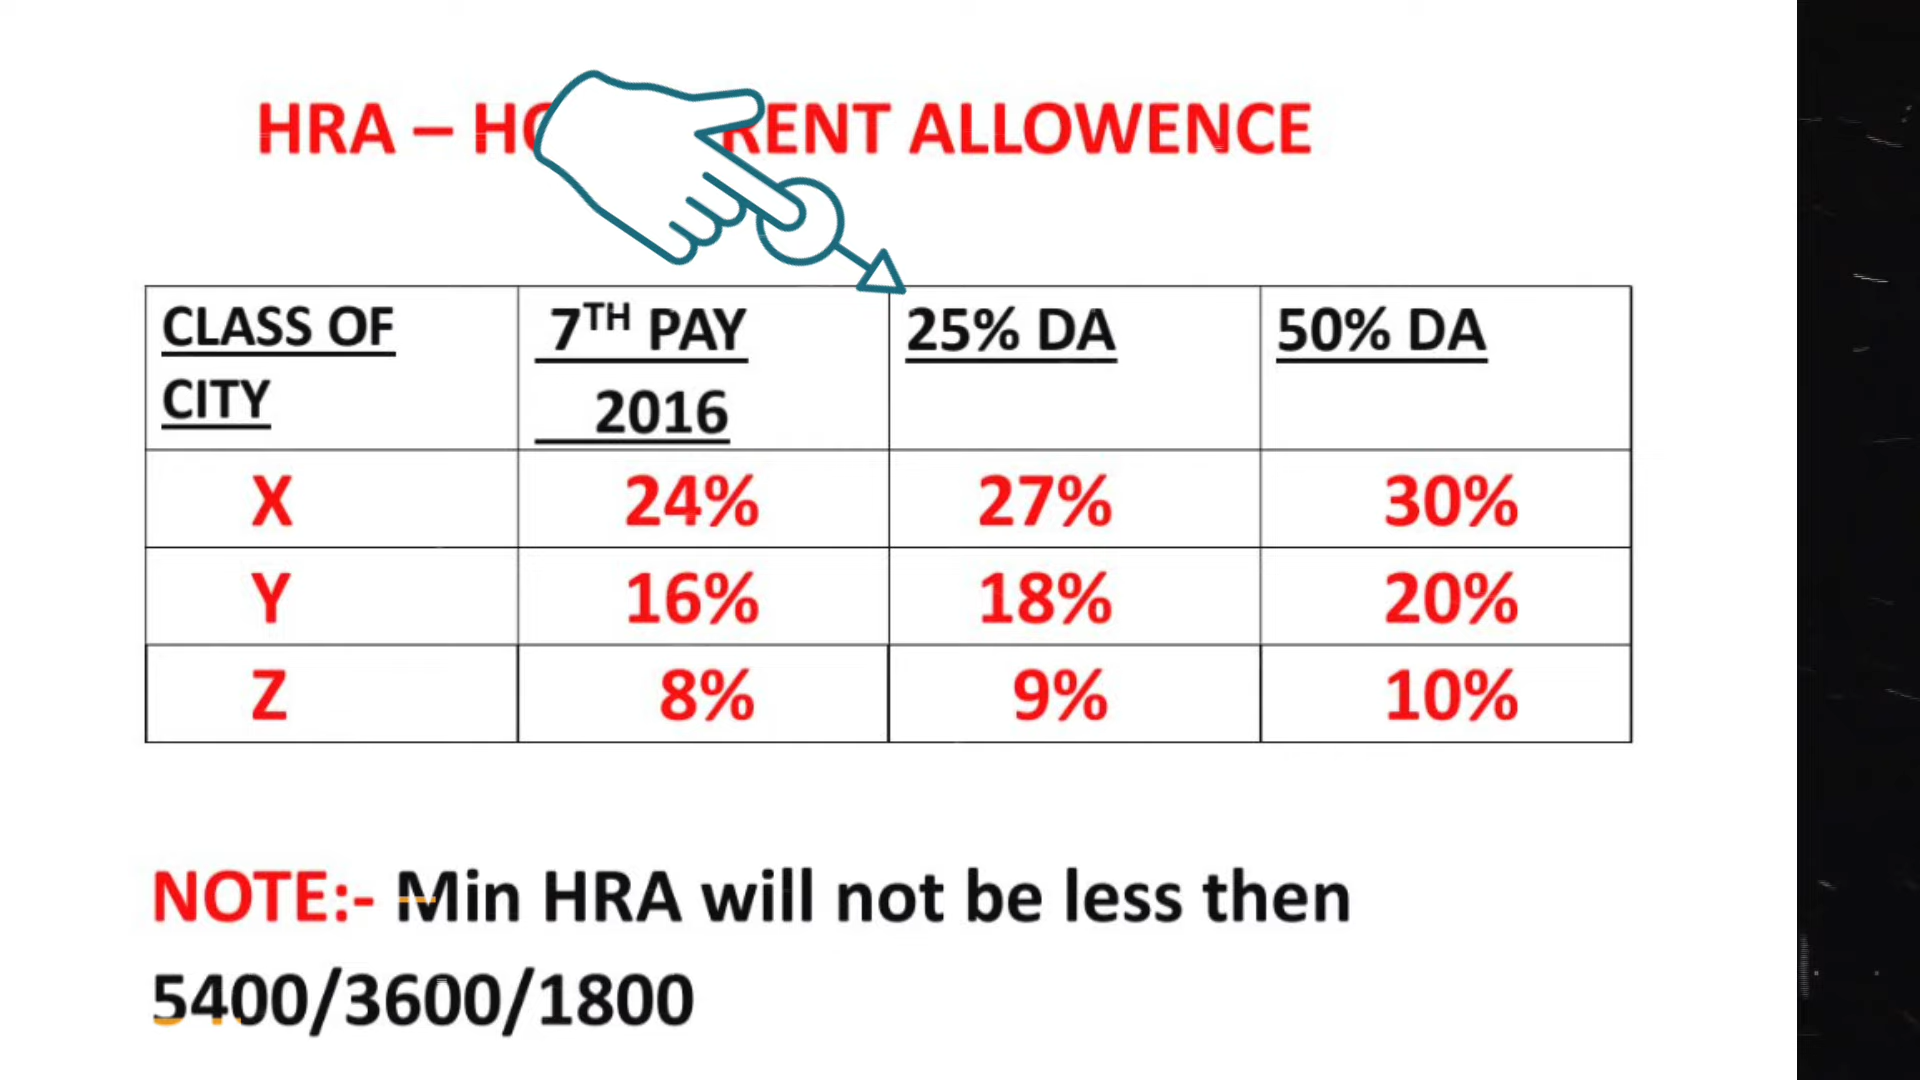 HRA – RENT ALLOWENCE
CLASS OF CITY 7TH PAY 2016 25% DA 50% DA
X 24% 27% 30%
Y 16% 18% 20%
Z 8% 9% 10%
NOTE:- Min HRA will not be less then
5400/3600/1800